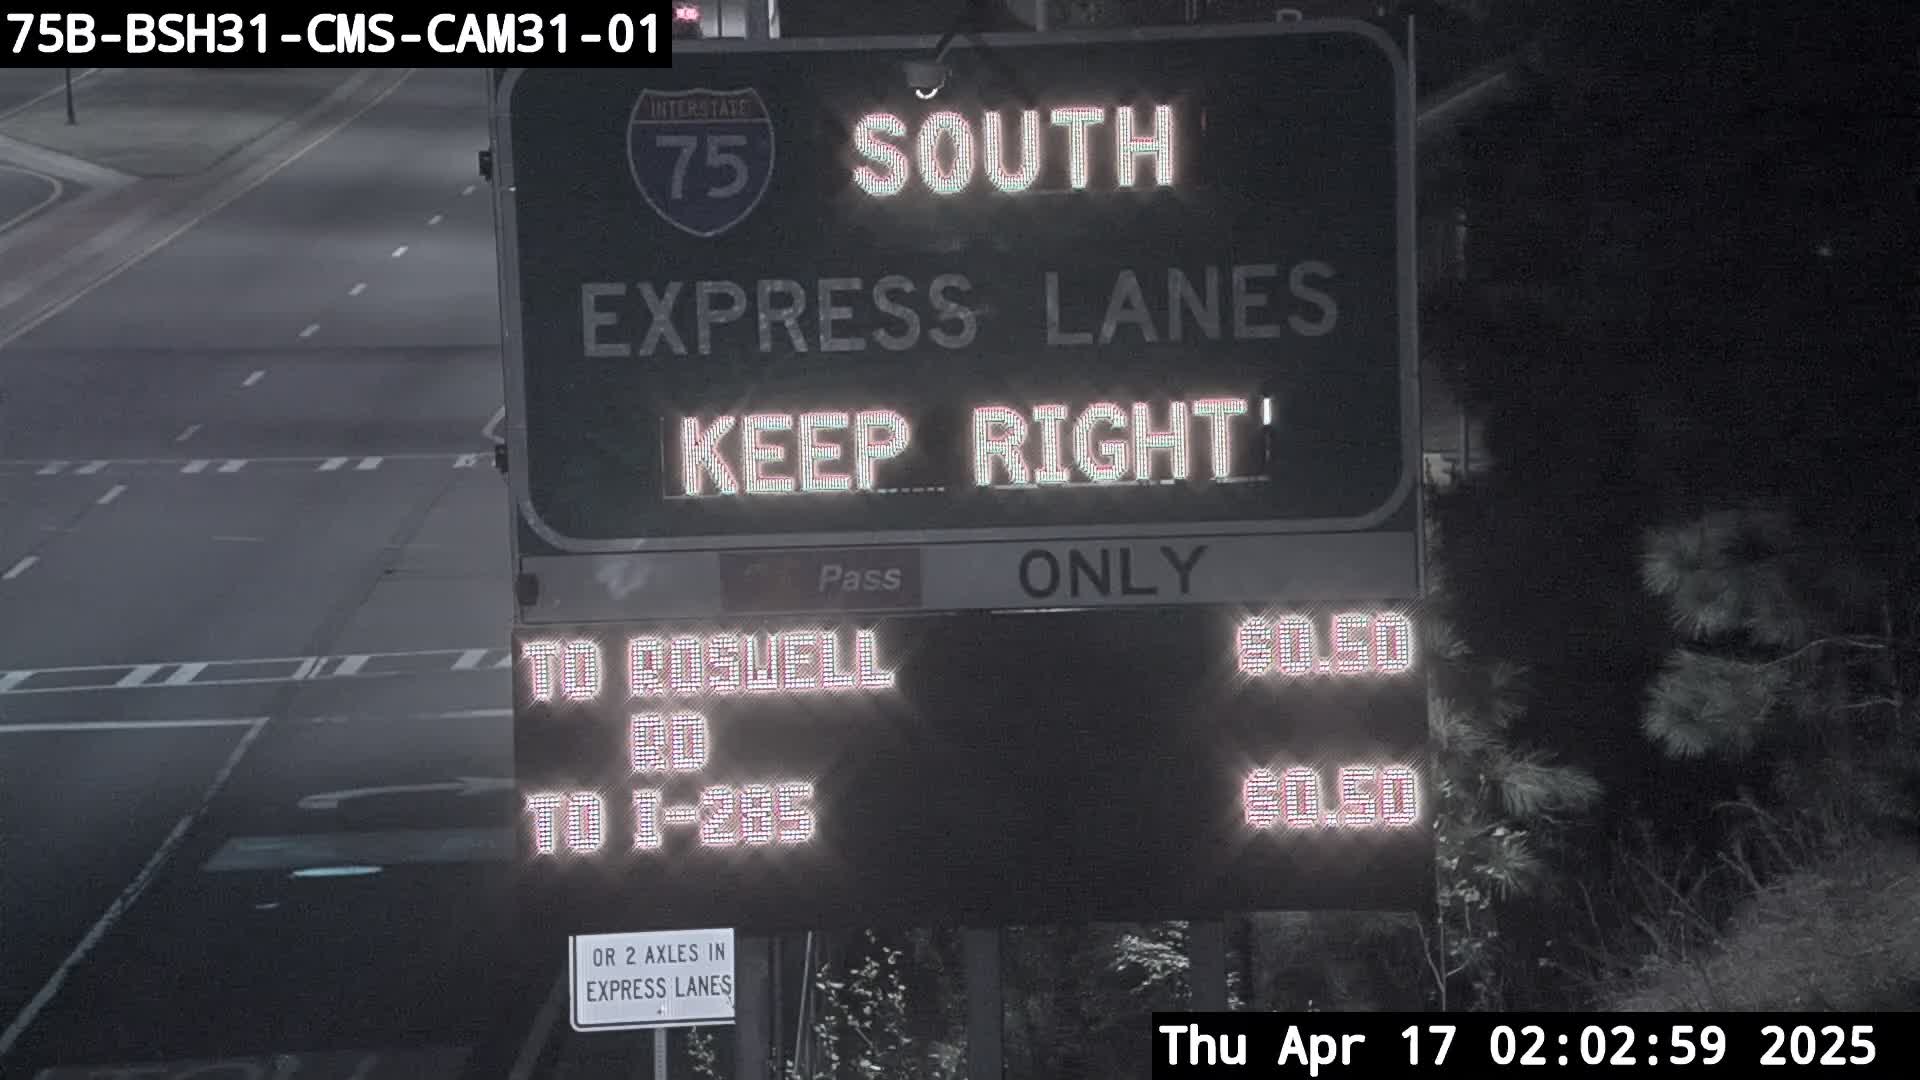 75B-BSH31-CMS-CAM31-01
INTERSTATE
75
SOUTH
EXPRESS LANES
KEEP RIGHT
Pass
ONLY
TO ROSWELL $0.50
RD
TO I-285 $0.50
OR 2 AXLES IN
EXPRESS LANES
Thu Apr 17 02:02:59 2025